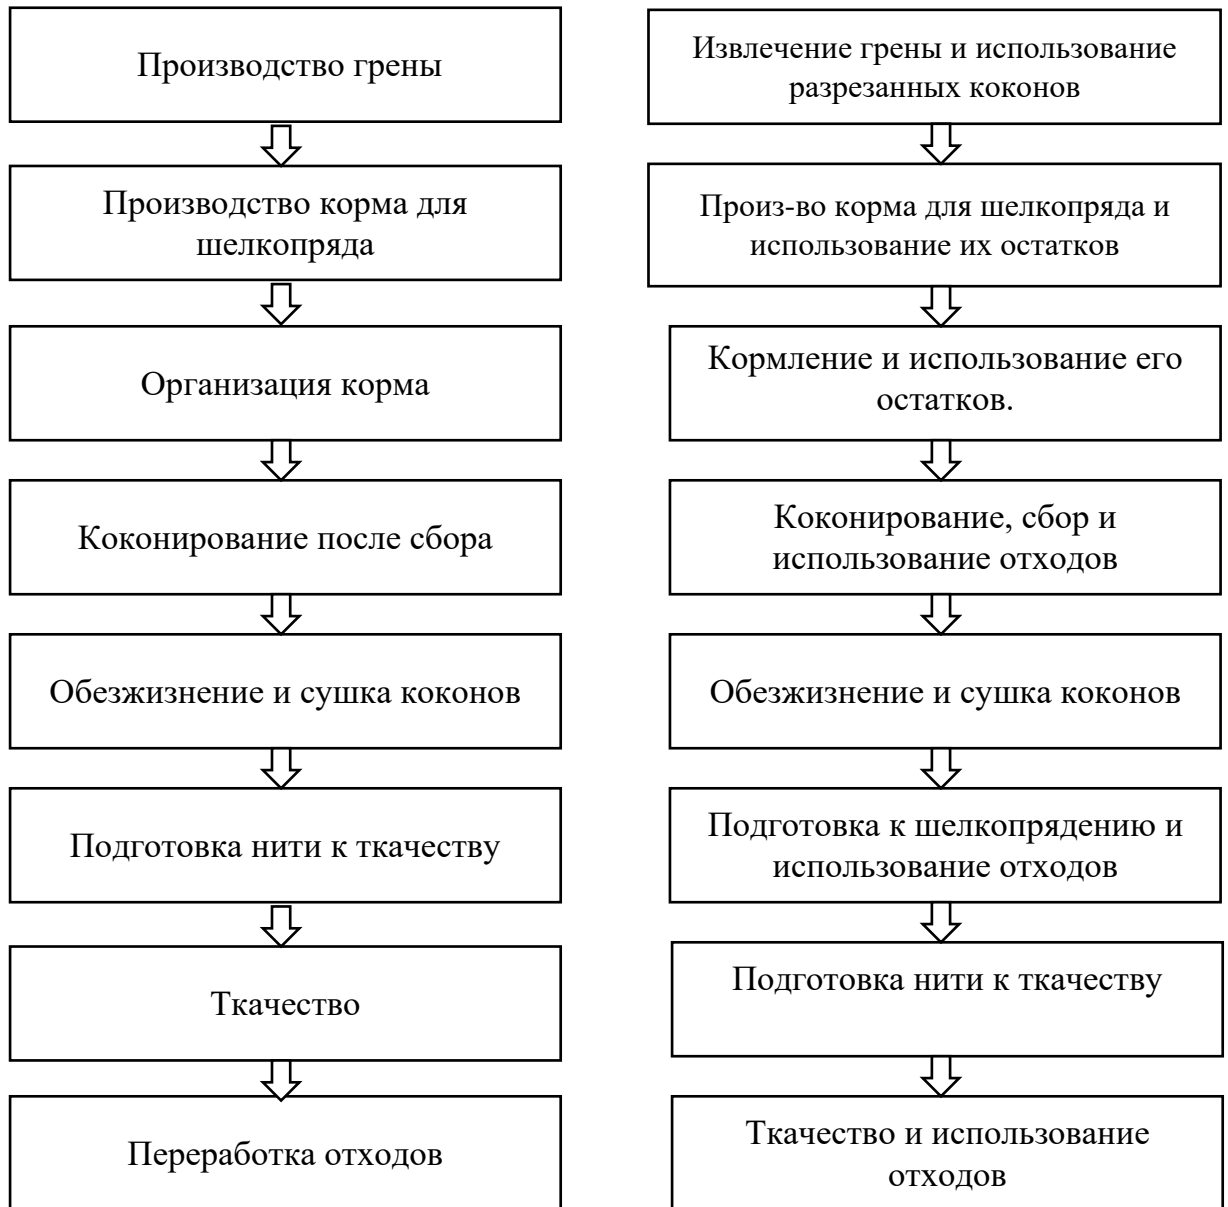 Производство грены
Производство корма для
шелкопряда
Организация корма
Коконирование после сбора
Обезжизнение и сушка коконов
Подготовка нити к ткачеству
Ткачество
Переработка отходов
Извлечение грены и использование
разрезанных коконов
Произ-во корма для шелкопряда и
использование их остатков
Кормление и использование его
остатков.
Коконирование, сбор и
использование отходов
Обезжизнение и сушка коконов
Подготовка к шелкопрядению и
использование отходов
Подготовка нити к ткачеству
Ткачество и использование
отходов